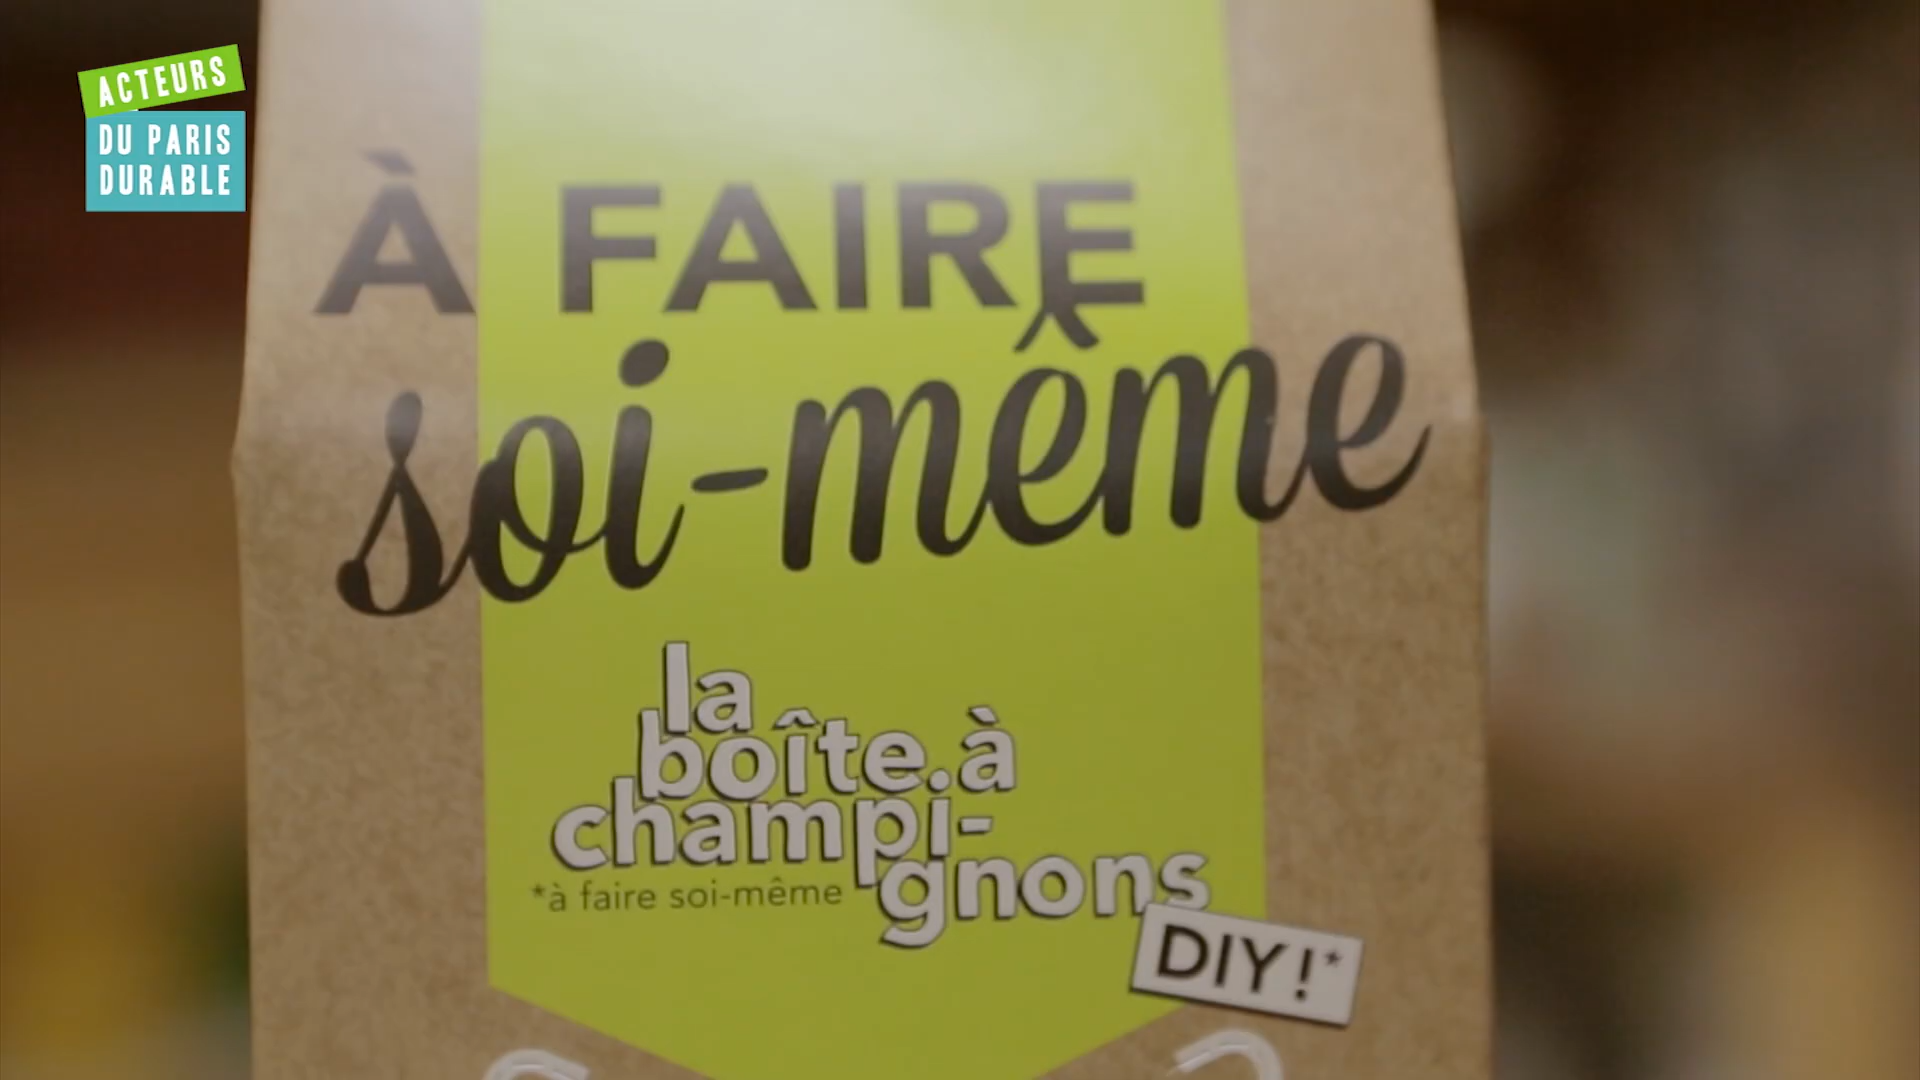 ACTEURS
DU PARIS
DURABLE
À FAIRE
soi-même
la
boîte.à
champi-
gnons
*à faire soi-même
DIY!*